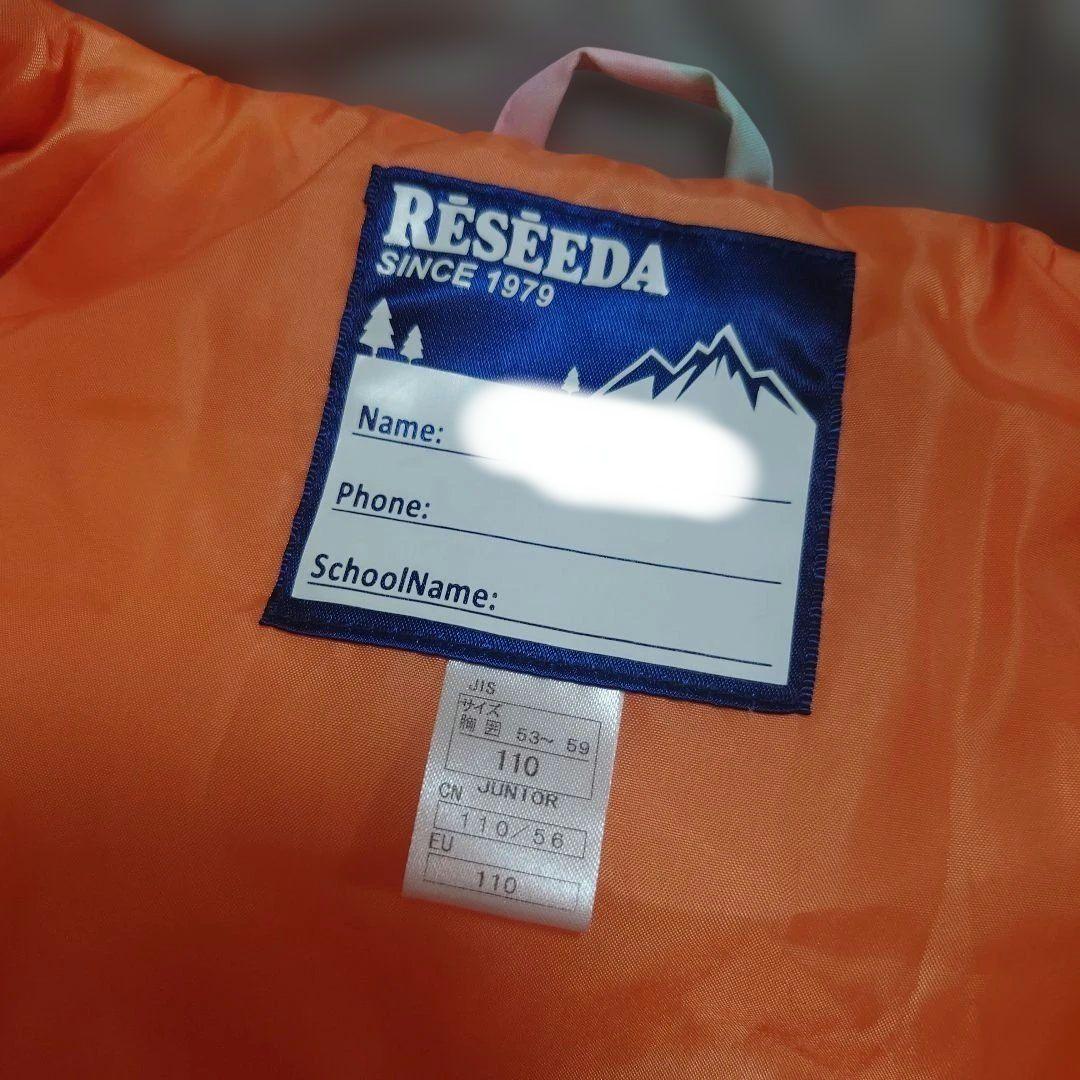 RĒSĒEDA
SINCE 1979
Name:
Phone:
SchoolName:
JIS
サイズ
胸囲 53〜 59
110
CN JUNIOR
110/56
EU
110